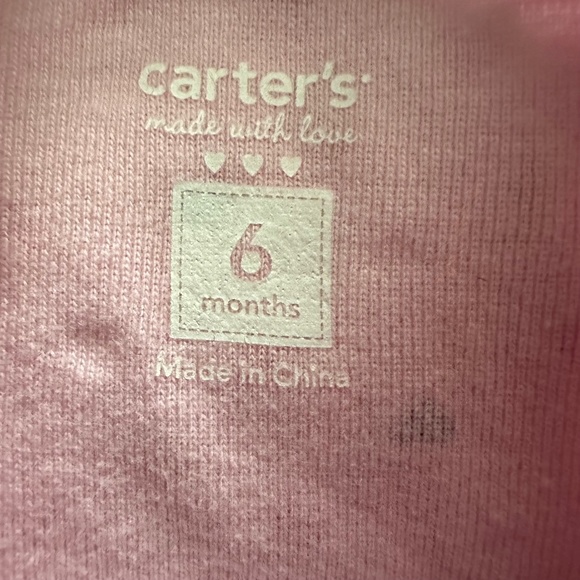 carter's
made with love
6
months
Made in China